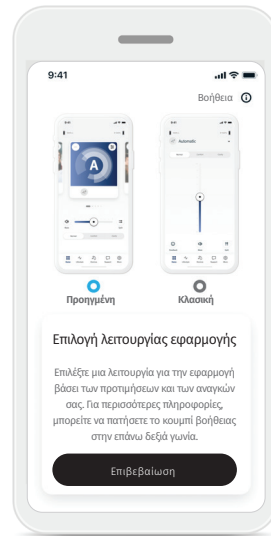 9:41
Βοήθεια
Automatic
A
Προηγμένη
Κλασική
Επιλογή λειτουργίας εφαρμογής
Επιλέξτε μια λειτουργία για την εφαρμογή
βάσει των προτιμήσεων και των αναγκών
σας. Για περισσότερες πληροφορίες,
μπορείτε να πατήσετε το κουμπί βοήθειας
στην επάνω δεξιά γωνία.
Επιβεβαίωση